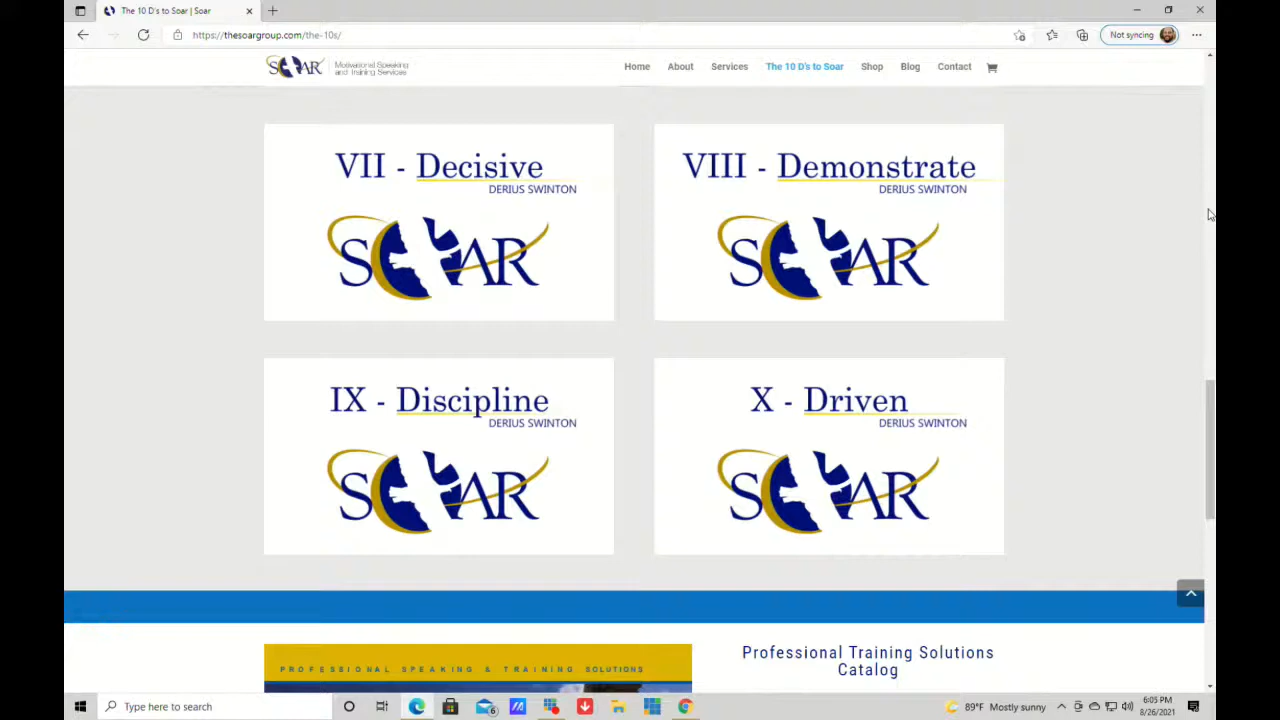 The 10 D's to Soar | Soar
https://thesoargroup.com/the-10s/
Not syncing
SOAR
Motivational Speaking
and Training Services
Home
About
Services
The 10 D's to Soar
Shop
Blog
Contact
VII - Decisive
DERIUS SWINTON
SOAR
VIII - Demonstrate
DERIUS SWINTON
SOAR
IX - Discipline
DERIUS SWINTON
SOAR
X - Driven
DERIUS SWINTON
SOAR
PROFESSIONAL SPEAKING & TRAINING SOLUTIONS
Professional Training Solutions
Catalog
Type here to search
6
89°F Mostly sunny
6:05 PM
8/26/2021